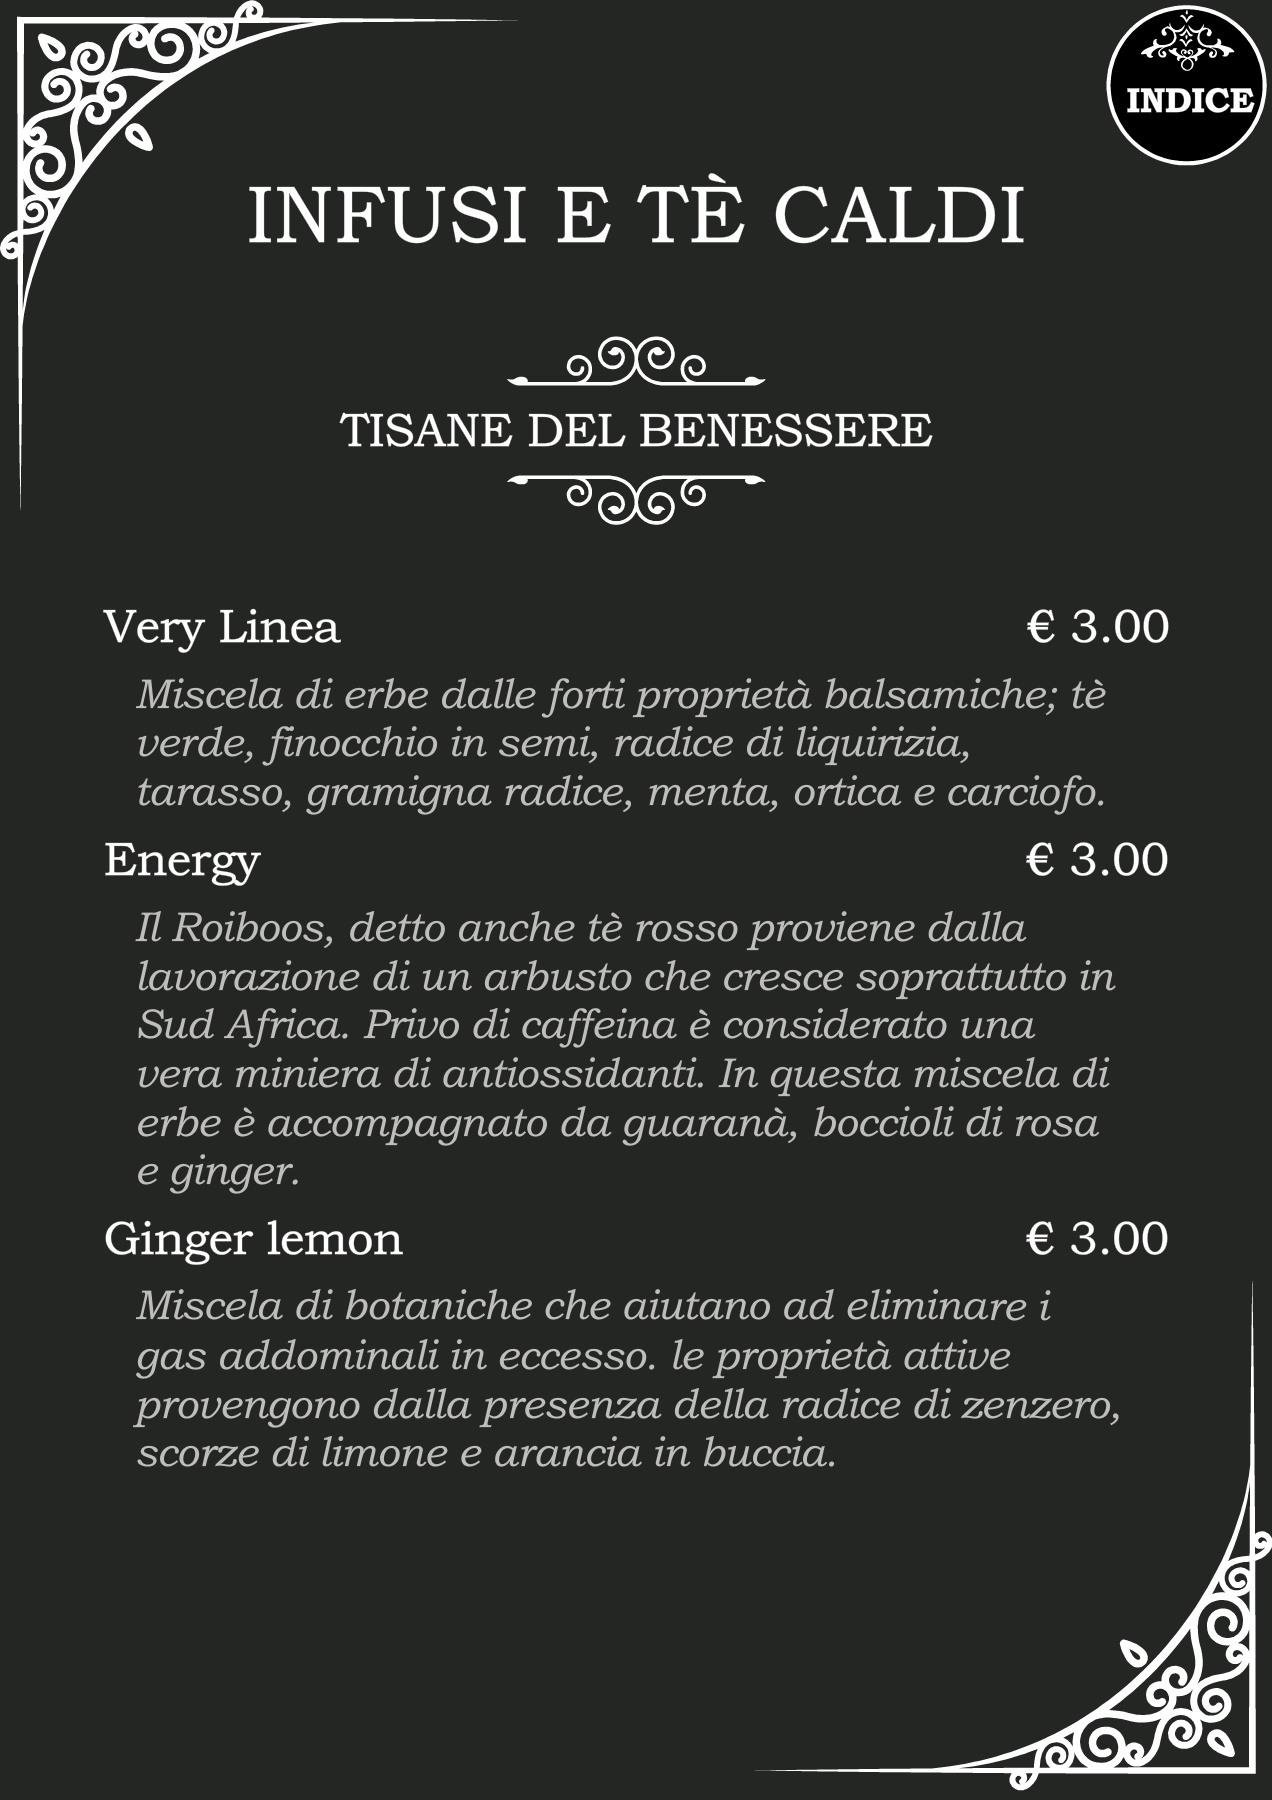 INDICE
INFUSI E TÈ CALDI
TISANE DEL BENESSERE
Very Linea € 3.00
Miscela di erbe dalle forti proprietà balsamiche; tè
verde, finocchio in semi, radice di liquirizia,
tarasso, gramigna radice, menta, ortica e carciofo.
Energy € 3.00
Il Roiboos, detto anche tè rosso proviene dalla
lavorazione di un arbusto che cresce soprattutto in
Sud Africa. Privo di caffeina è considerato una
vera miniera di antiossidanti. In questa miscela di
erbe è accompagnato da guaranà, boccioli di rosa
e ginger.
Ginger lemon € 3.00
Miscela di botaniche che aiutano ad eliminare i
gas addominali in eccesso. le proprietà attive
provengono dalla presenza della radice di zenzero,
scorze di limone e arancia in buccia.